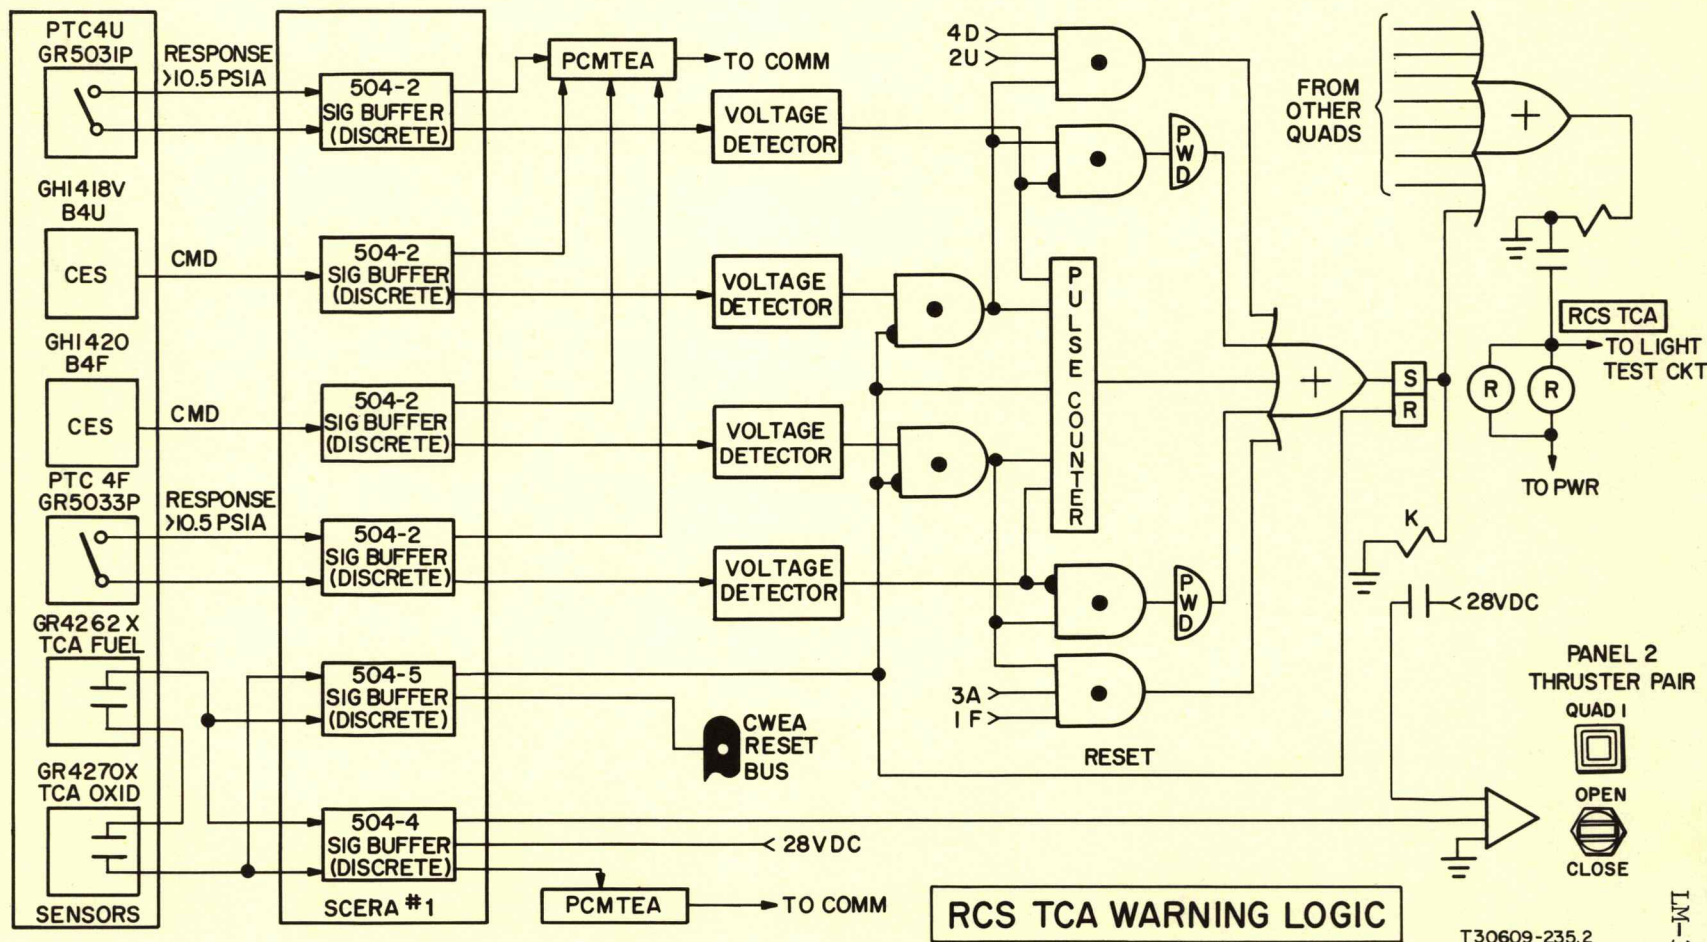 PTC4U
GR5031P
RESPONSE
>10.5 PSIA
504-2
SIG BUFFER
(DISCRETE)
PCMTEA
TO COMM
VOLTAGE
DETECTOR
4D
2U
PWD
FROM
OTHER
QUADS
+
GH1418V
B4U
CES
CMD
504-2
SIG BUFFER
(DISCRETE)
VOLTAGE
DETECTOR
PULSE COUNTER
RCS TCA
TO LIGHT
TEST CKT
R
R
TO PWR
+
S
R
GH1420
B4F
CES
CMD
504-2
SIG BUFFER
(DISCRETE)
VOLTAGE
DETECTOR
PTC 4F
GR5033P
RESPONSE
>10.5 PSIA
504-2
SIG BUFFER
(DISCRETE)
VOLTAGE
DETECTOR
PWD
K
28VDC
GR4262X
TCA FUEL
504-5
SIG BUFFER
(DISCRETE)
CWEA
RESET
BUS
3A
1F
RESET
PANEL 2
THRUSTER PAIR
QUAD 1
OPEN
CLOSE
GR4270X
TCA OXID
504-4
SIG BUFFER
(DISCRETE)
28VDC
PCMTEA
TO COMM
SENSORS
SCERA #1
RCS TCA WARNING LOGIC
T30609-235.2